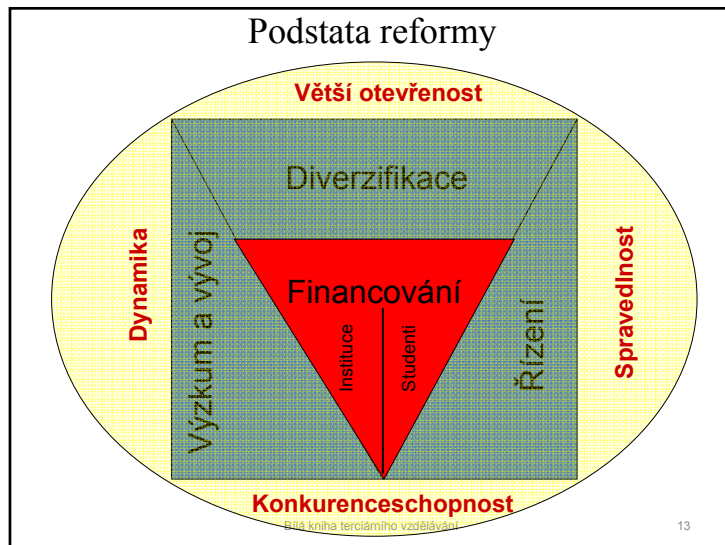 Podstata reformy
Větší otevřenost
Diverzifikace
Dynamika
Výzkum a vývoj
Financování
Instituce
Studenti
Řízení
Spravedlnost
Konkurenceschopnost
Bílá kniha terciárního vzdělávání
13